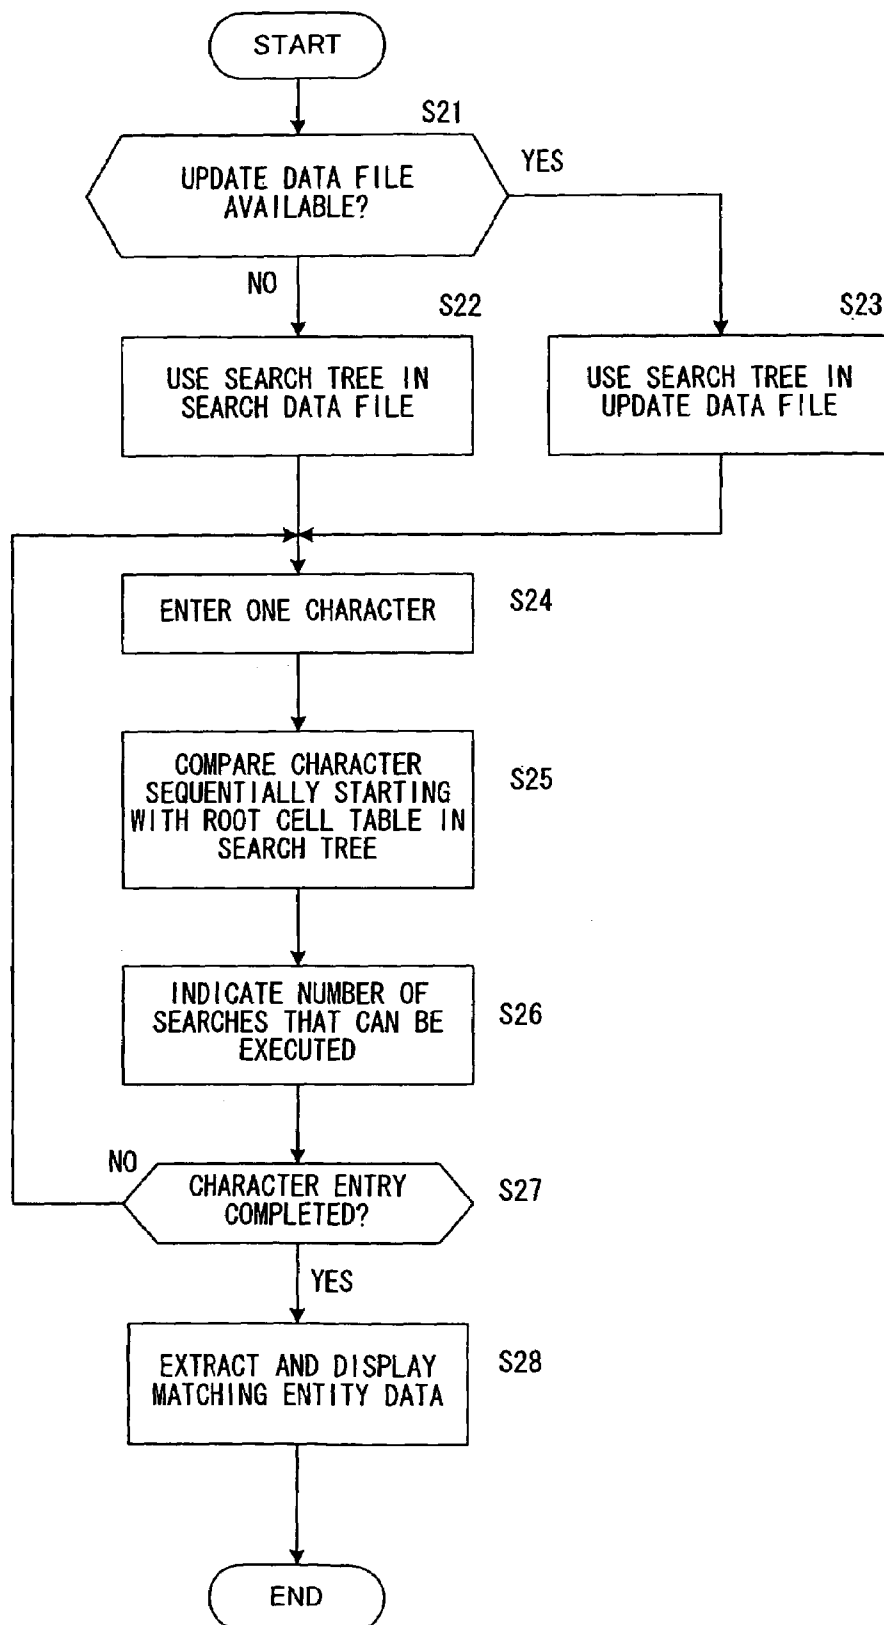 START
S21
UPDATE DATA FILE
AVAILABLE?
YES
NO
S22
S23
USE SEARCH TREE IN
SEARCH DATA FILE
USE SEARCH TREE IN
UPDATE DATA FILE
ENTER ONE CHARACTER
S24
COMPARE CHARACTER
SEQUENTIALLY STARTING
WITH ROOT CELL TABLE IN
SEARCH TREE
S25
INDICATE NUMBER OF
SEARCHES THAT CAN BE
EXECUTED
S26
NO
CHARACTER ENTRY
COMPLETED?
S27
YES
EXTRACT AND DISPLAY
MATCHING ENTITY DATA
S28
END